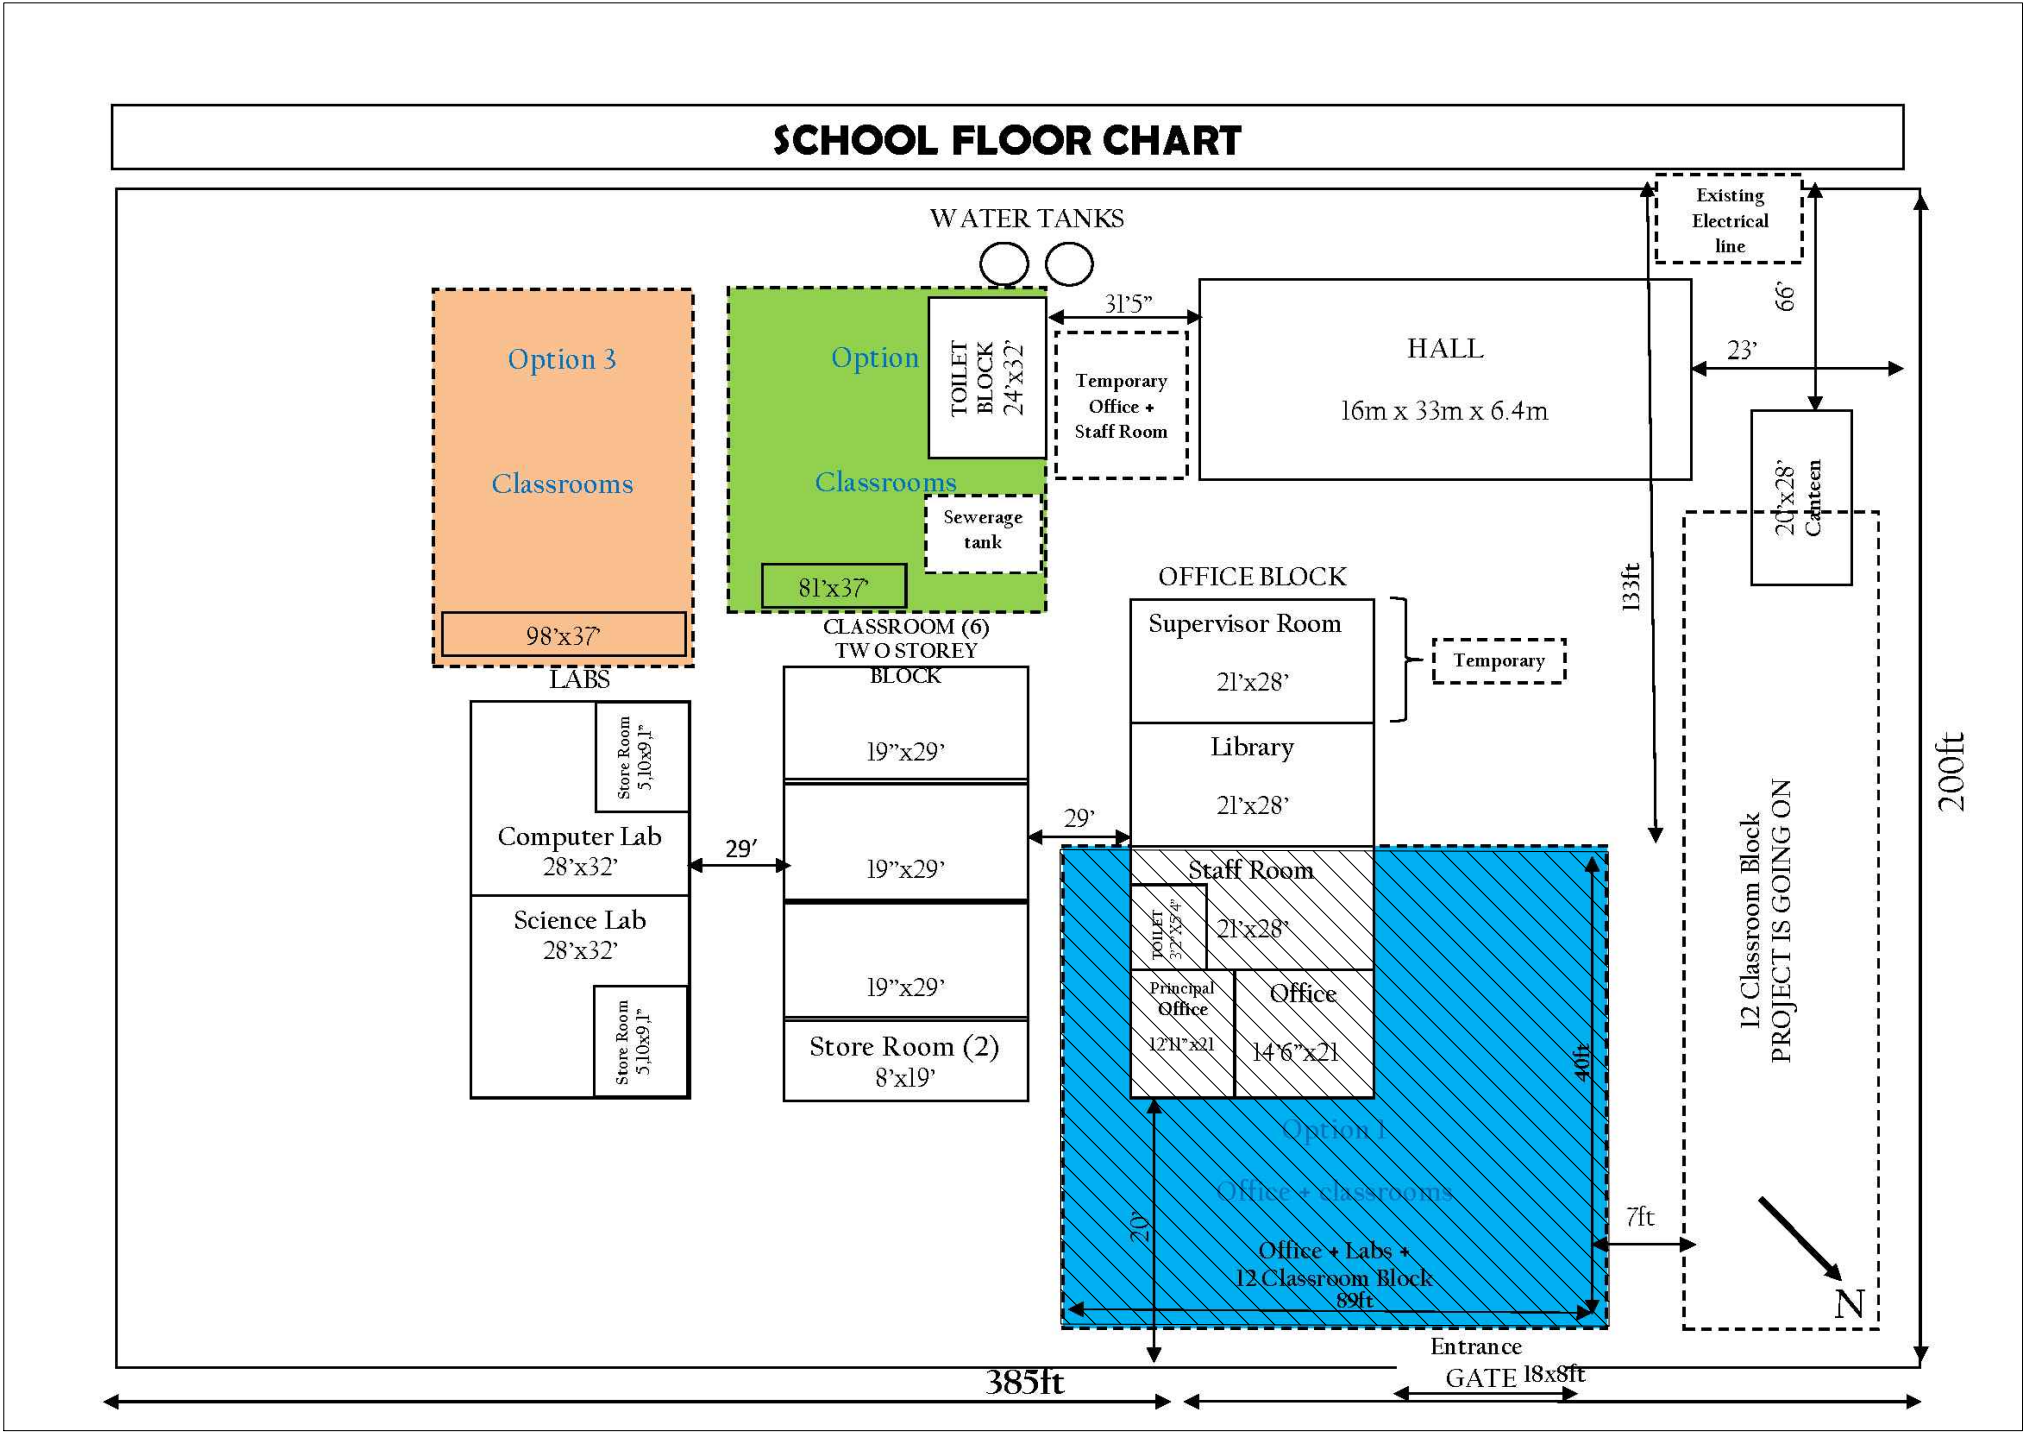 SCHOOL FLOOR CHART
Existing
Electrical
line
WATER TANKS
66'
31'5"
23'
Option 3
Classrooms
98'x37'
Option
Classrooms
TOILET
BLOCK
24'x32'
Sewerage
tank
81'x37'
Temporary
Office +
Staff Room
HALL
16m x 33m x 6.4m
20'x28'
Canteen
133ft
200ft
LABS
Store Room
5,10x9,1"
Computer Lab
28'x32'
Science Lab
28'x32'
Store Room
5,10x9,1"
29'
CLASSROOM (6)
TWO STOREY
BLOCK
19"x29'
19"x29'
19"x29'
Store Room (2)
8'x19'
29'
OFFICE BLOCK
Supervisor Room
21'x28'
Temporary
Library
21'x28'
Staff Room
21'x28'
TOILET
3'2"X5'4"
Principal
Office
12'11"x21
Office
14'6"x21
Option 1
Office + classrooms
Office + Labs +
12 Classroom Block
89ft
40ft
20'
7ft
12 Classroom Block
PROJECT IS GOING ON
N
Entrance
GATE 18x8ft
385ft